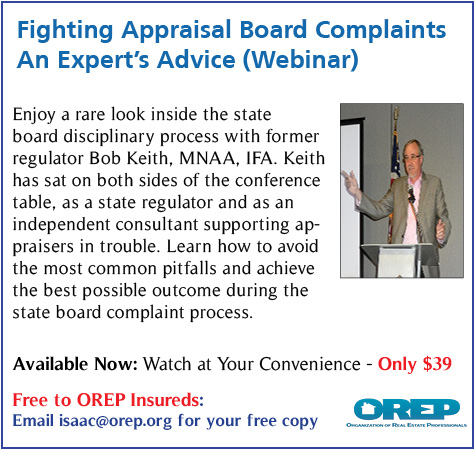 Fighting Appraisal Board Complaints
An Expert's Advice (Webinar)
Enjoy a rare look inside the state
board disciplinary process with former
regulator Bob Keith, MNAA, IFA. Keith
has sat on both sides of the conference
table, as a state regulator and as an
independent consultant supporting ap-
praisers in trouble. Learn how to avoid
the most common pitfalls and achieve
the best possible outcome during the
state board complaint process.
Available Now: Watch at Your Convenience - Only $39
Free to OREP Insureds:
Email isaac@orep.org for your free copy
OREP
Organization of Real Estate Professionals